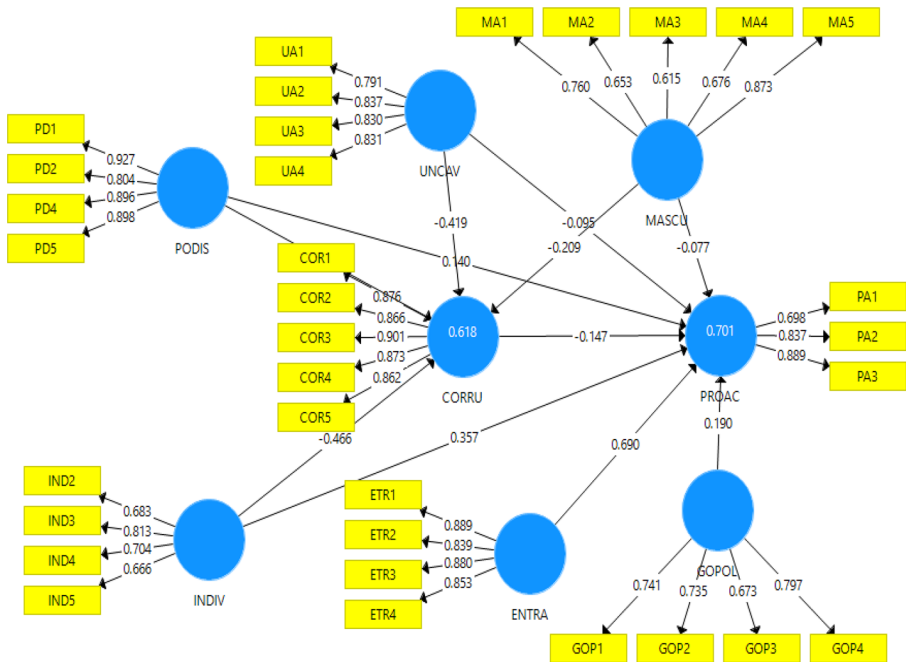 MA1
MA2
MA3
MA4
MA5
0.760
0.653
0.615
0.676
0.873
MASCU
UA1
UA2
UA3
UA4
0.791
0.837
0.830
0.831
UNCAV
PD1
PD2
PD4
PD5
0.927
0.804
0.896
0.898
PODIS
-0.419
-0.095
-0.209
-0.077
0.140
COR1
COR2
COR3
COR4
COR5
0.876
0.866
0.901
0.873
0.862
0.618
CORRU
-0.147
0.701
PROAC
0.698
0.837
0.889
PA1
PA2
PA3
-0.466
0.357
0.690
0.190
IND2
IND3
IND4
IND5
0.683
0.813
0.704
0.666
INDIV
ETR1
ETR2
ETR3
ETR4
0.889
0.839
0.880
0.853
ENTRA
GOPOL
0.741
0.735
0.673
0.797
GOP1
GOP2
GOP3
GOP4